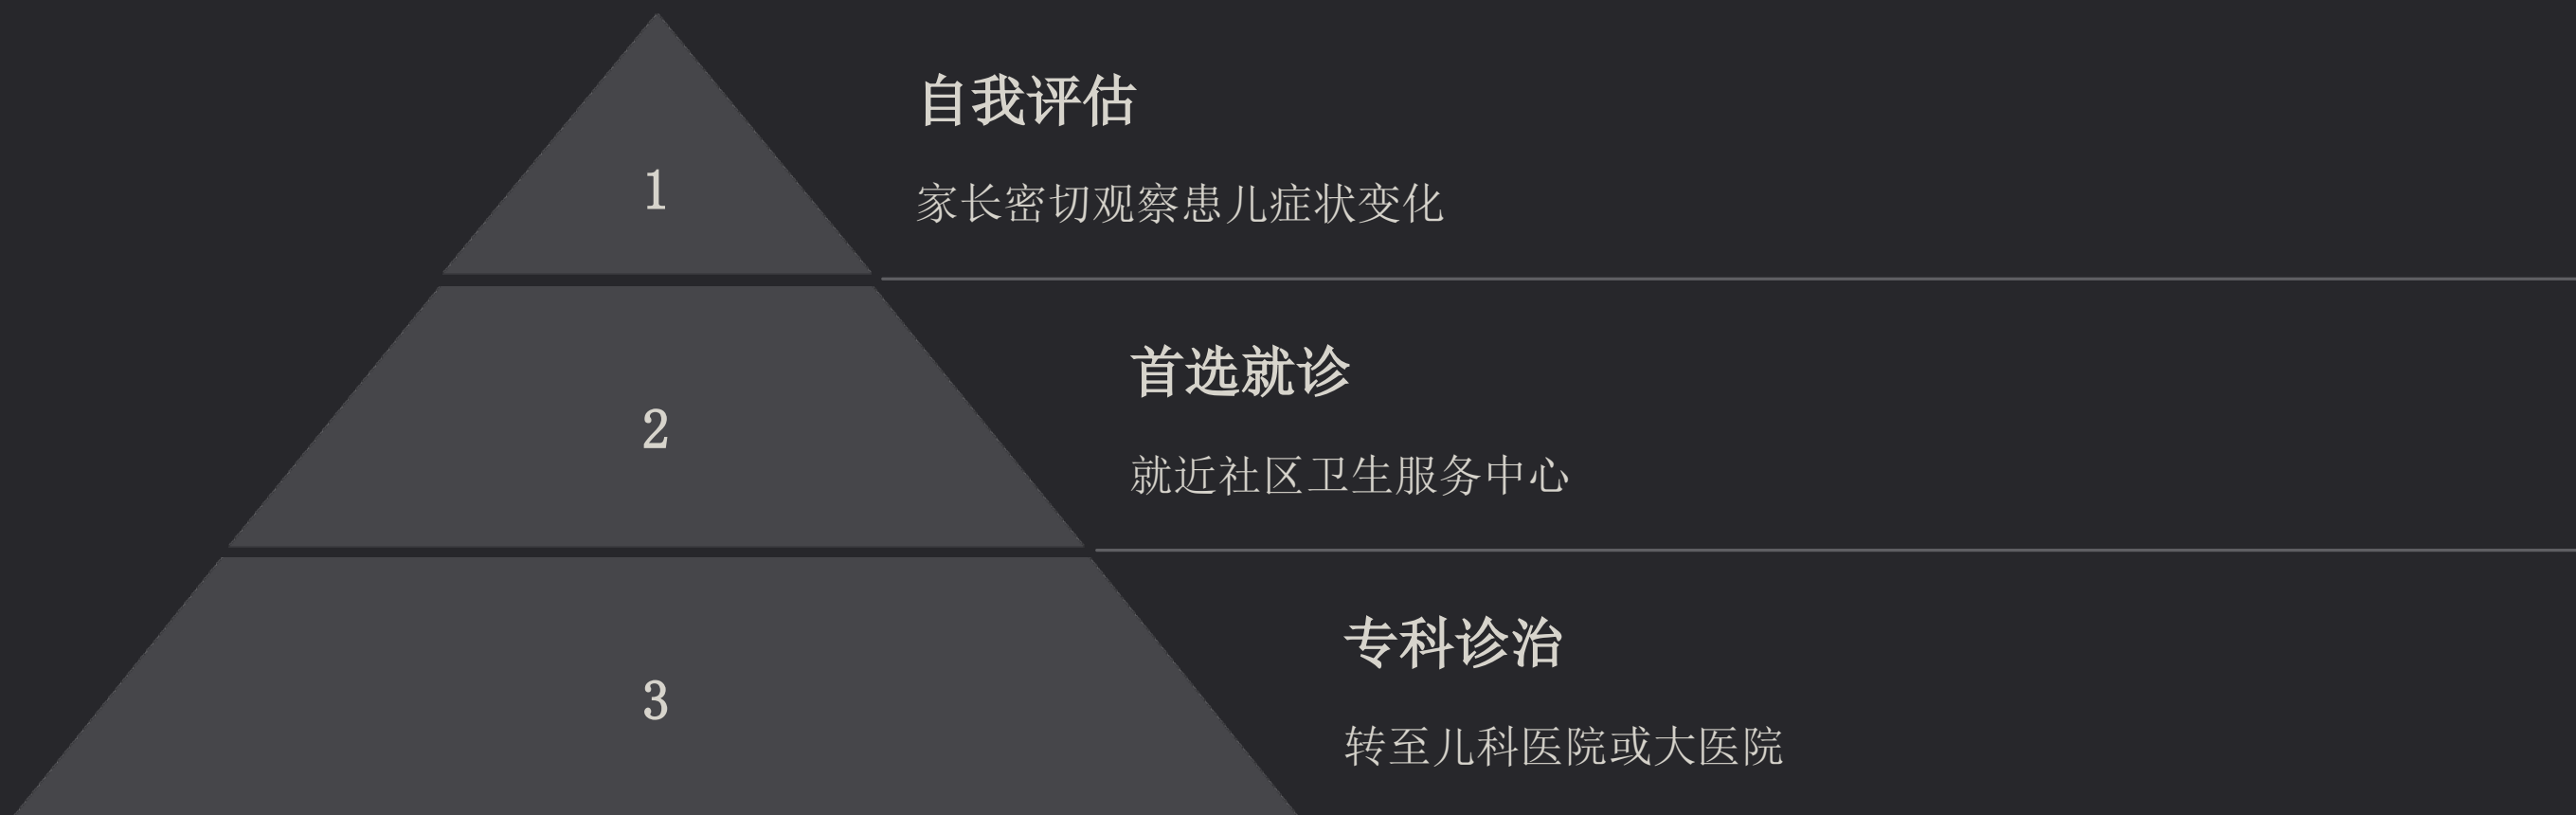 自我评估
1
家长密切观察患儿症状变化
首选就诊
2
就近社区卫生服务中心
专科诊治
3
转至儿科医院或大医院